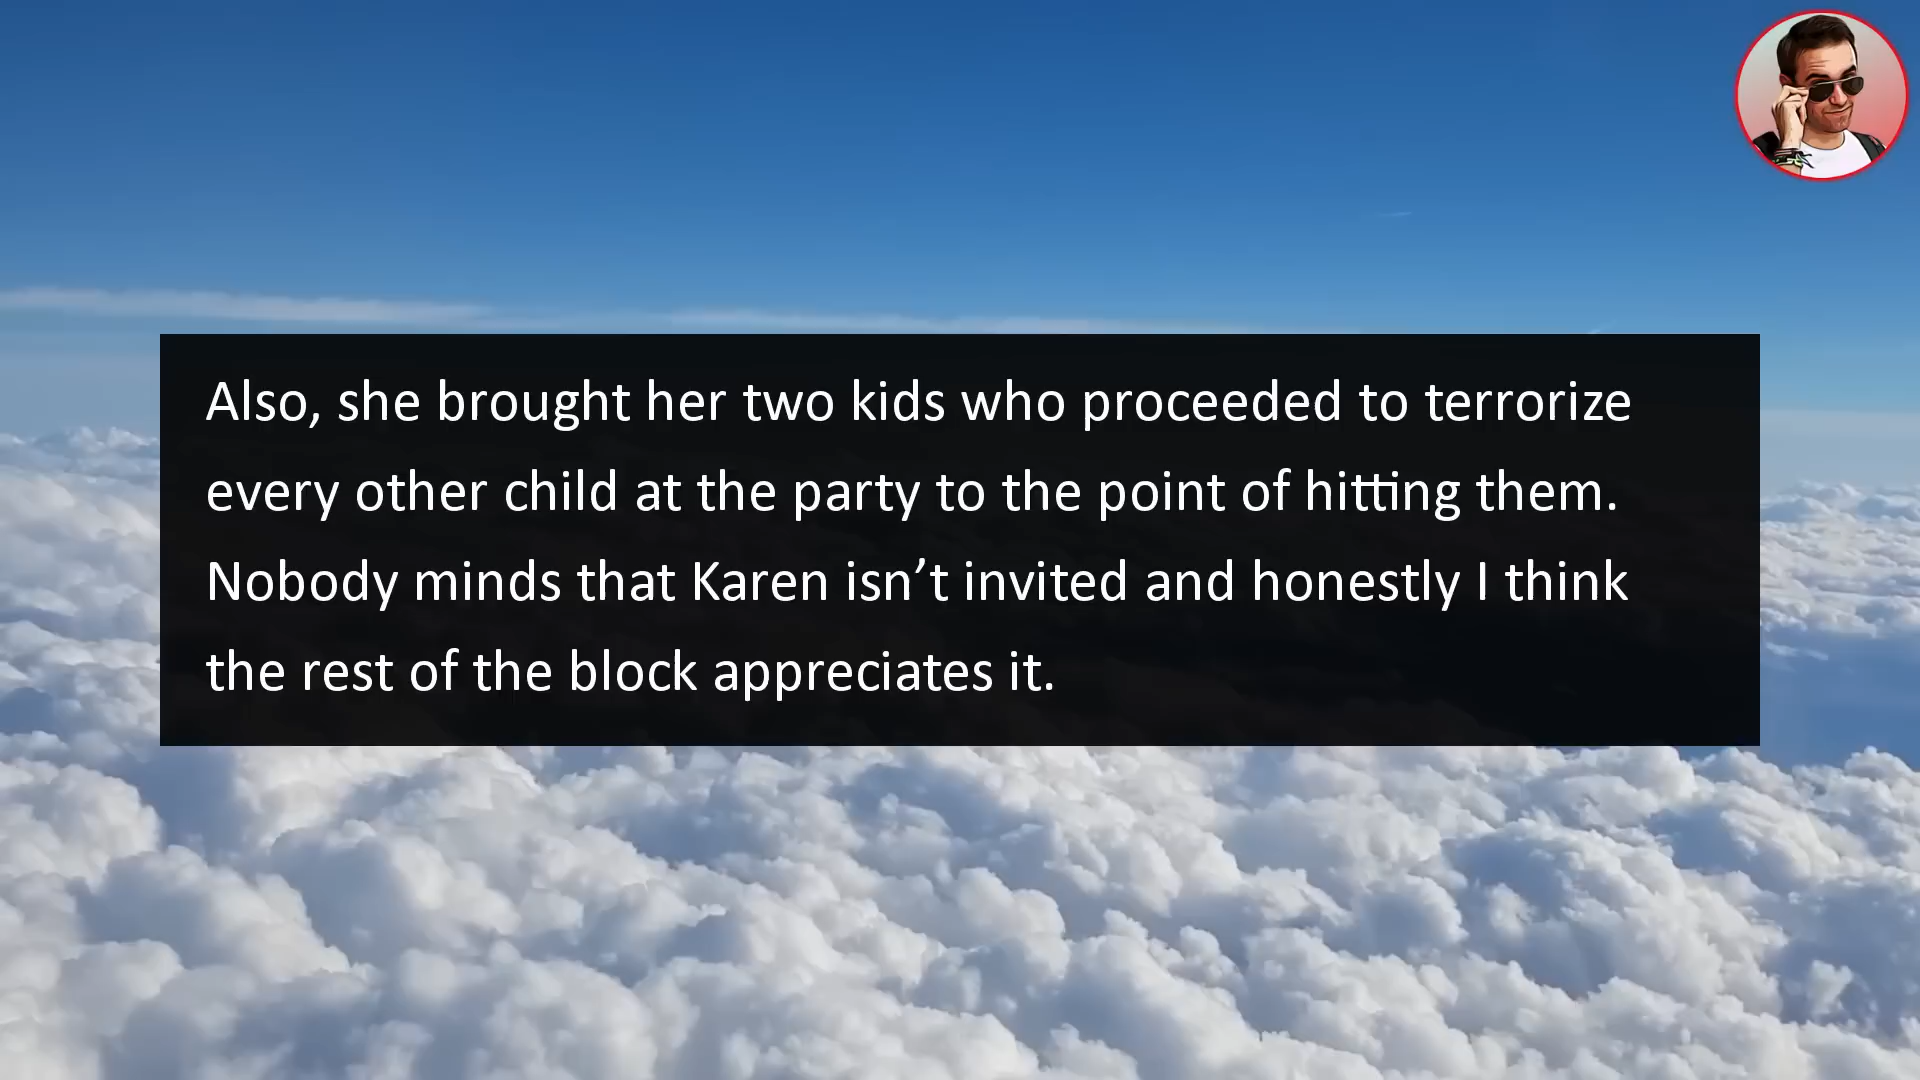 Also, she brought her two kids who proceeded to terrorize
every other child at the party to the point of hitting them.
Nobody minds that Karen isn’t invited and honestly I think
the rest of the block appreciates it.